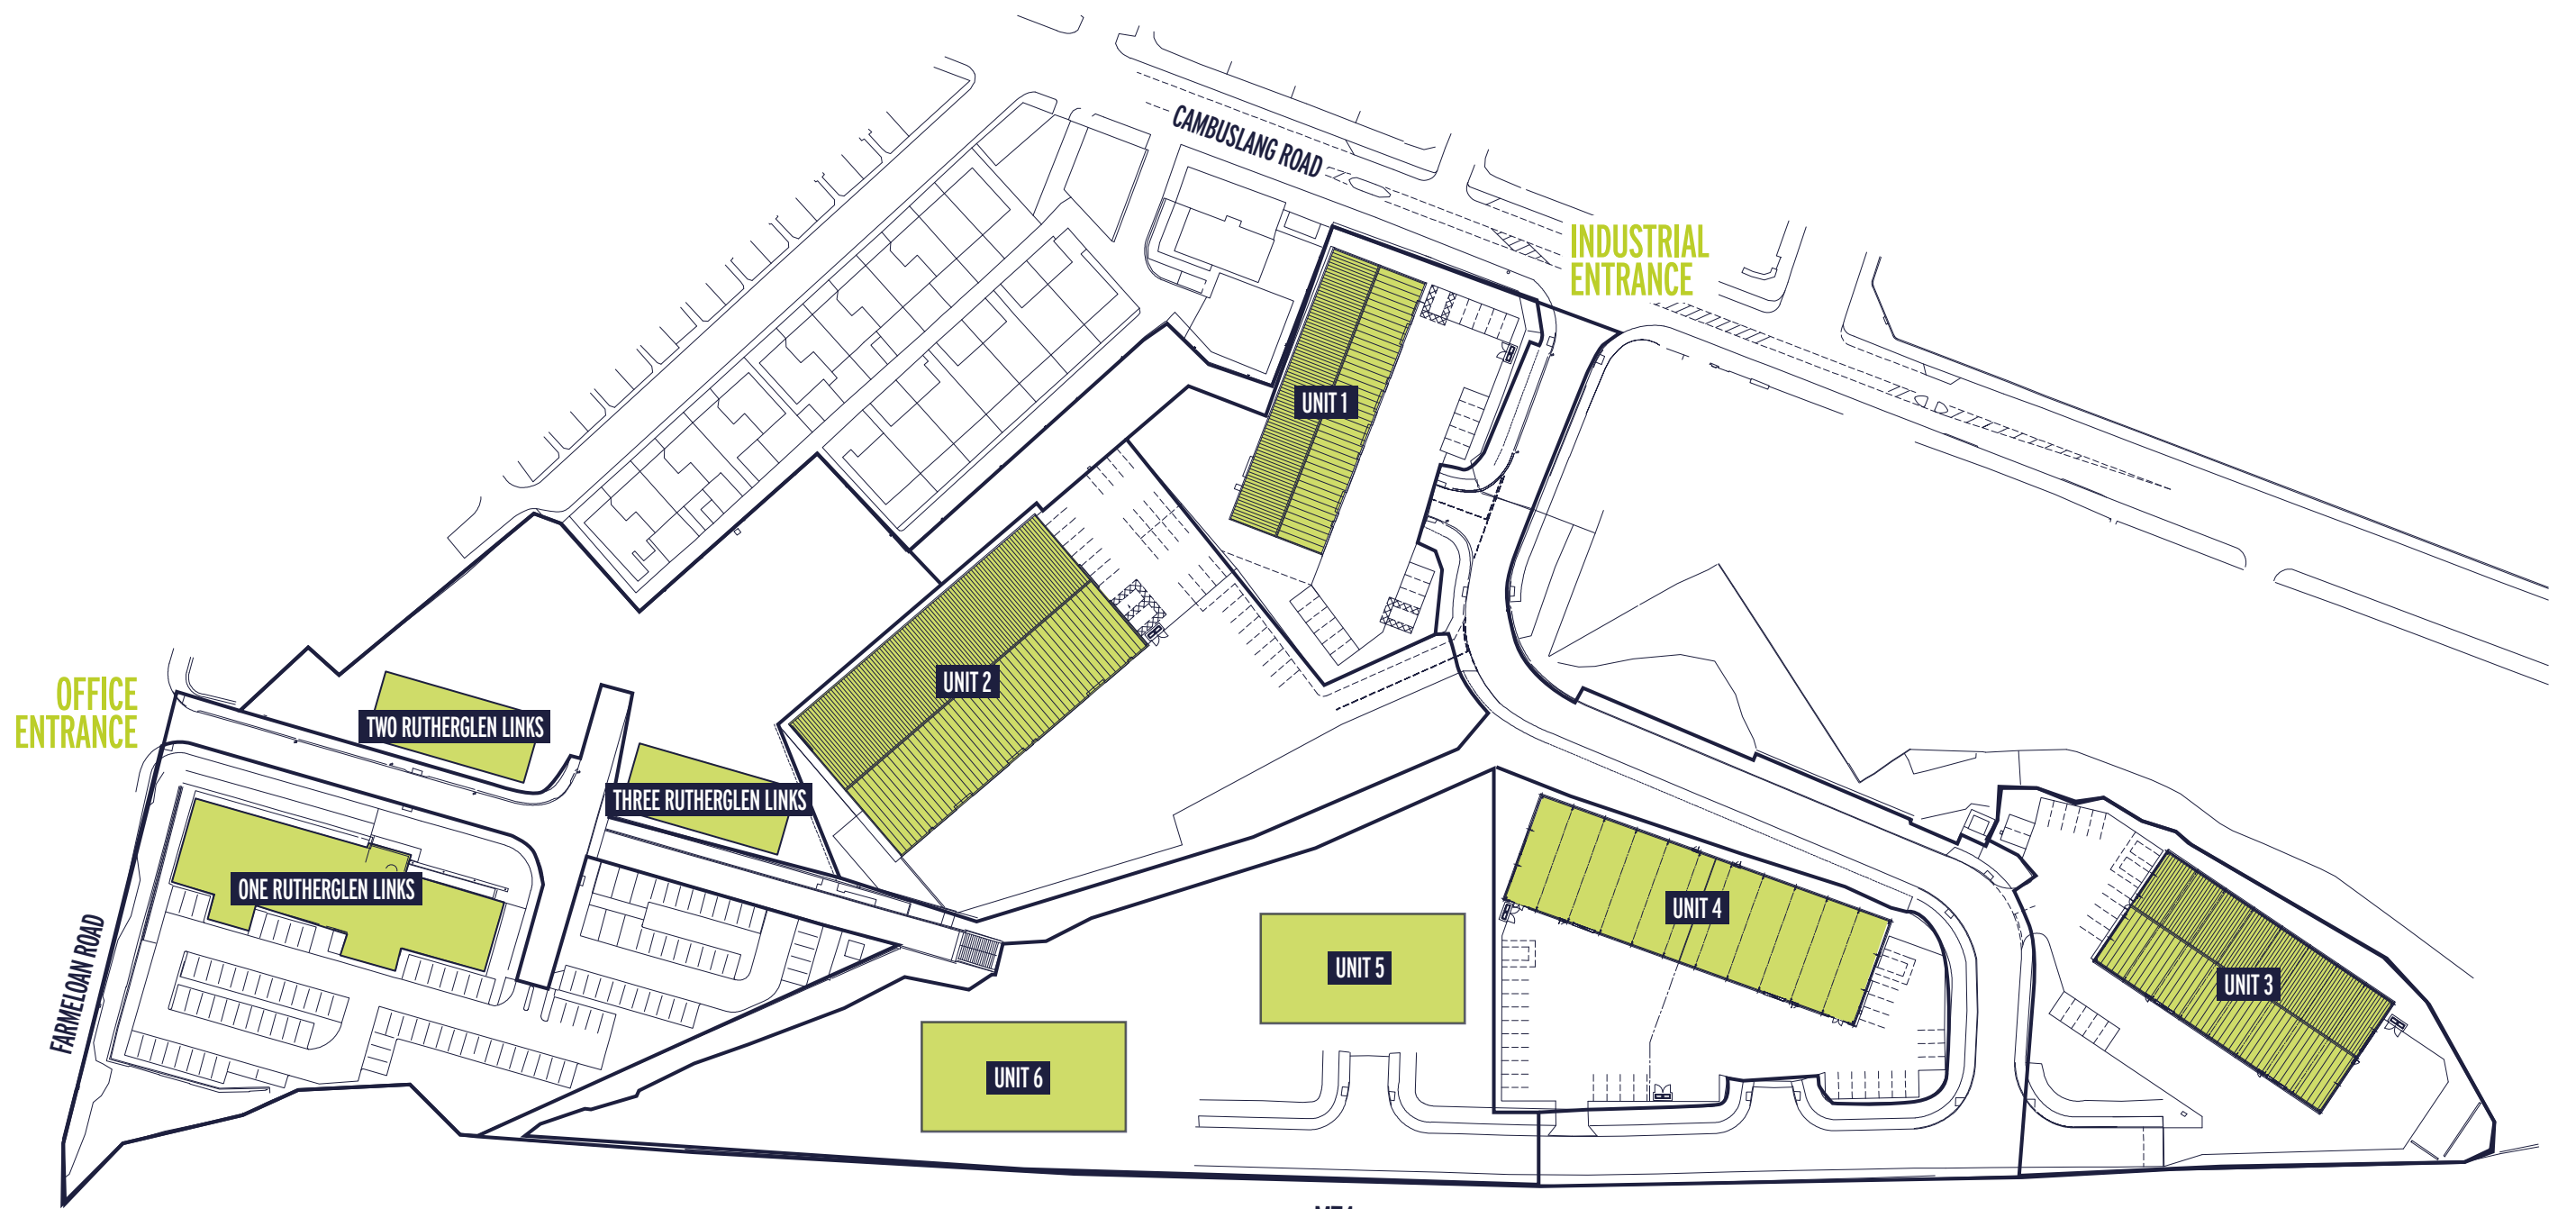 CAMBUSLANG ROAD
INDUSTRIAL
ENTRANCE
UNIT 1
UNIT 2
OFFICE
ENTRANCE
TWO RUTHERGLEN LINKS
THREE RUTHERGLEN LINKS
ONE RUTHERGLEN LINKS
FARMELOAN ROAD
UNIT 4
UNIT 5
UNIT 3
UNIT 6